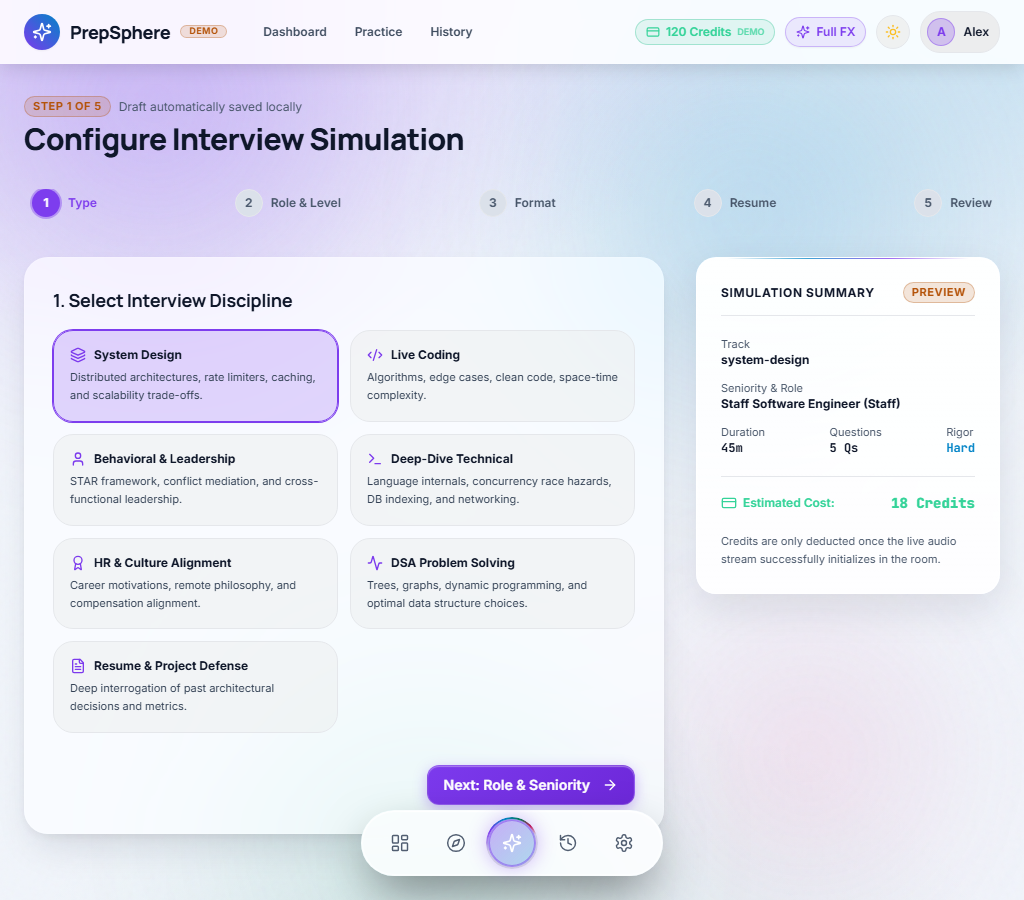 PrepSphere DEMO Dashboard Practice History 120 Credits DEMO Full FX A Alex
STEP 1 OF 5 Draft automatically saved locally
Configure Interview Simulation
1 Type 2 Role & Level 3 Format 4 Resume 5 Review
1. Select Interview Discipline
System Design
Distributed architectures, rate limiters, caching,
and scalability trade-offs.
Live Coding
Algorithms, edge cases, clean code, space-time
complexity.
Behavioral & Leadership
STAR framework, conflict mediation, and cross-
functional leadership.
Deep-Dive Technical
Language internals, concurrency race hazards,
DB indexing, and networking.
HR & Culture Alignment
Career motivations, remote philosophy, and
compensation alignment.
DSA Problem Solving
Trees, graphs, dynamic programming, and
optimal data structure choices.
Resume & Project Defense
Deep interrogation of past architectural
decisions and metrics.
Next: Role & Seniority
SIMULATION SUMMARY PREVIEW
Track
system-design
Seniority & Role
Staff Software Engineer (Staff)
Duration Questions Rigor
45m 5 Qs Hard
Estimated Cost: 18 Credits
Credits are only deducted once the live audio
stream successfully initializes in the room.